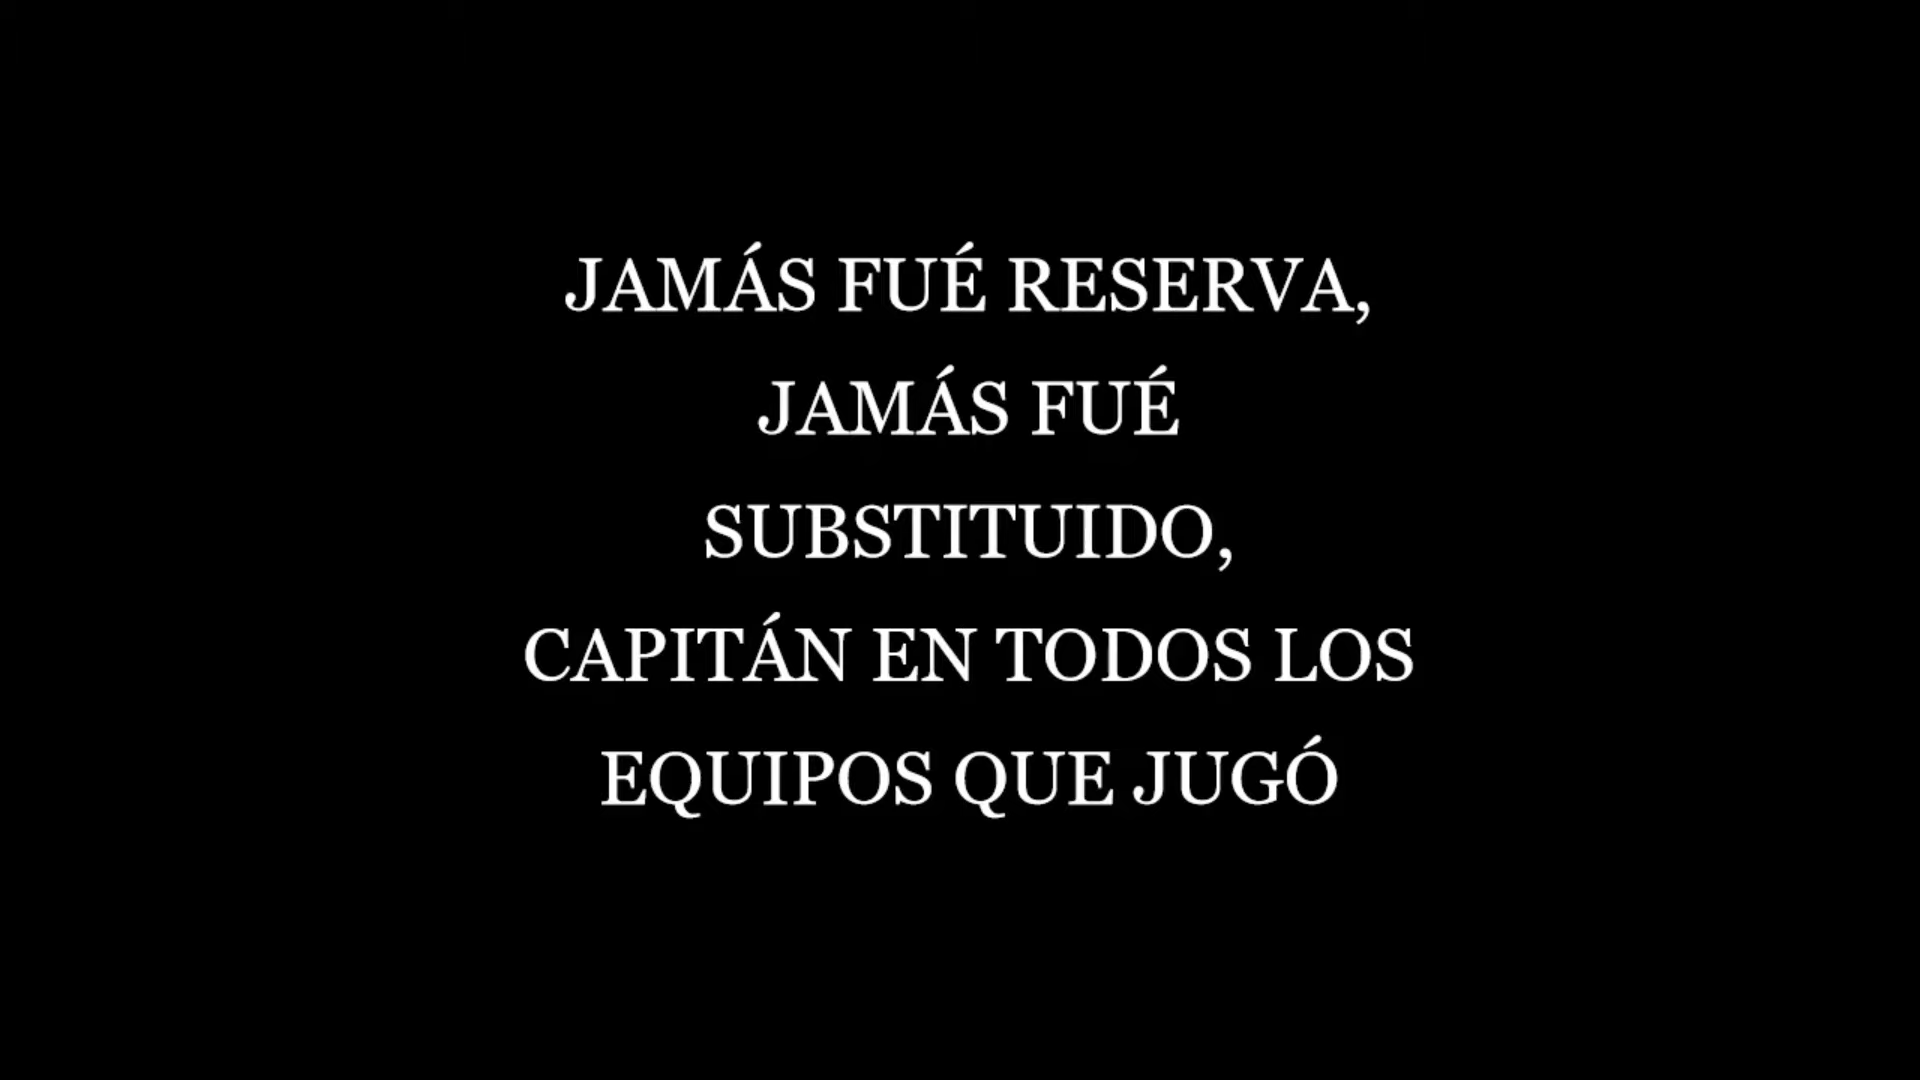 JAMÁS FUÉ RESERVA,
JAMÁS FUÉ
SUBSTITUIDO,
CAPITÁN EN TODOS LOS
EQUIPOS QUE JUGÓ